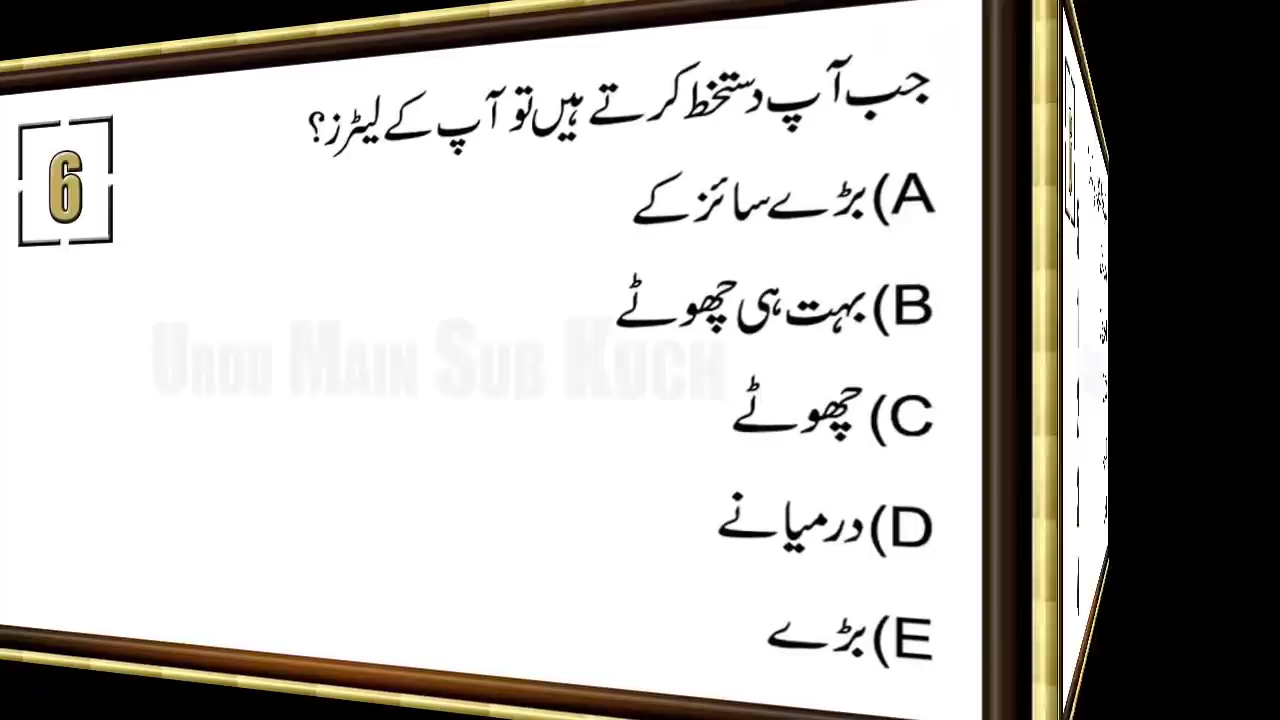 جب آپ دستخط کرتے ہیں تو آپ کے لیٹرز؟
6
A) بڑے سائز کے
B) بہت ہی چھوٹے
Urdu Main Sub Kuch
C) چھوٹے
D) درمیانے
E) بڑے